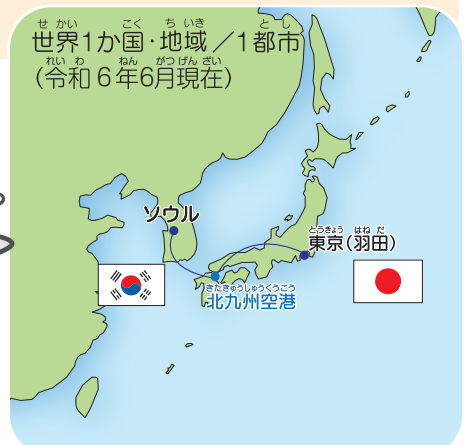 せかい こく ちいき とし
世界1か国・地域／1都市
れいわ ねん がつげんざい
(令和6年6月現在)
ソウル
とうきょう はねだ
東京(羽田)
きたきゅうしゅうくうこう
北九州空港